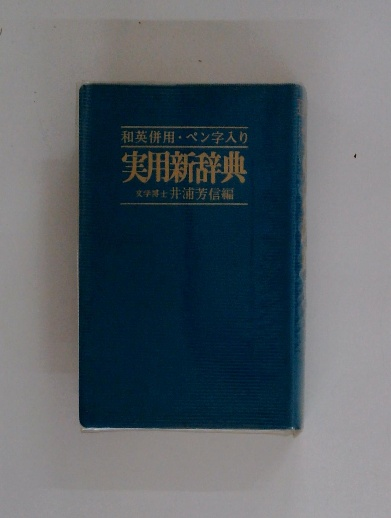 和英併用・ペン字入り
実用新辞典
文学博士 井浦芳信編